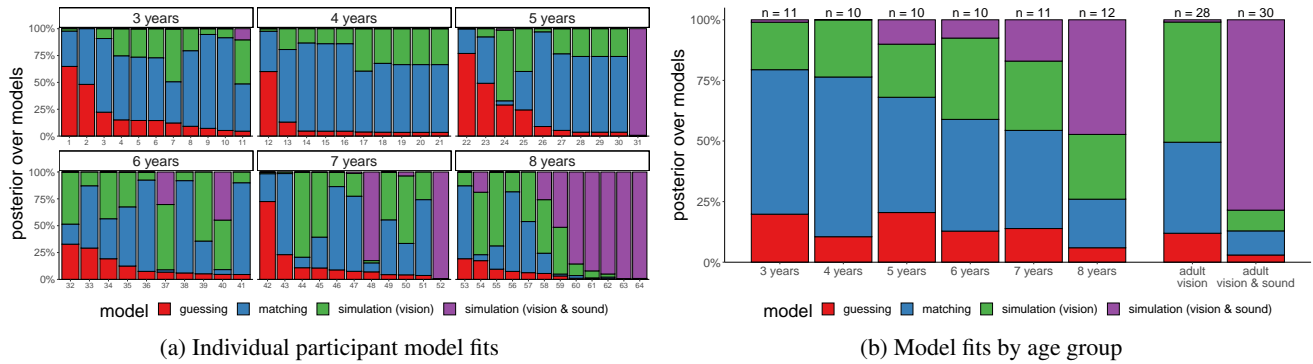 3 years 4 years 5 years
posterior over models
100%
75%
50%
25%
0%
1 2 3 4 5 6 7 8 9 10 11 12 13 14 15 16 17 18 19 20 21 22 23 24 25 26 27 28 29 30 31
6 years 7 years 8 years
100%
75%
50%
25%
0%
32 33 34 35 36 37 38 39 40 41 42 43 44 45 46 47 48 49 50 51 52 53 54 55 56 57 58 59 60 61 62 63 64
model guessing matching simulation (vision) simulation (vision & sound)
(a) Individual participant model fits
n = 11 n = 10 n = 10 n = 10 n = 11 n = 12 n = 28 n = 30
posterior over models
100%
75%
50%
25%
0%
3 years 4 years 5 years 6 years 7 years 8 years adult vision adult vision & sound
model guessing matching simulation (vision) simulation (vision & sound)
(b) Model fits by age group